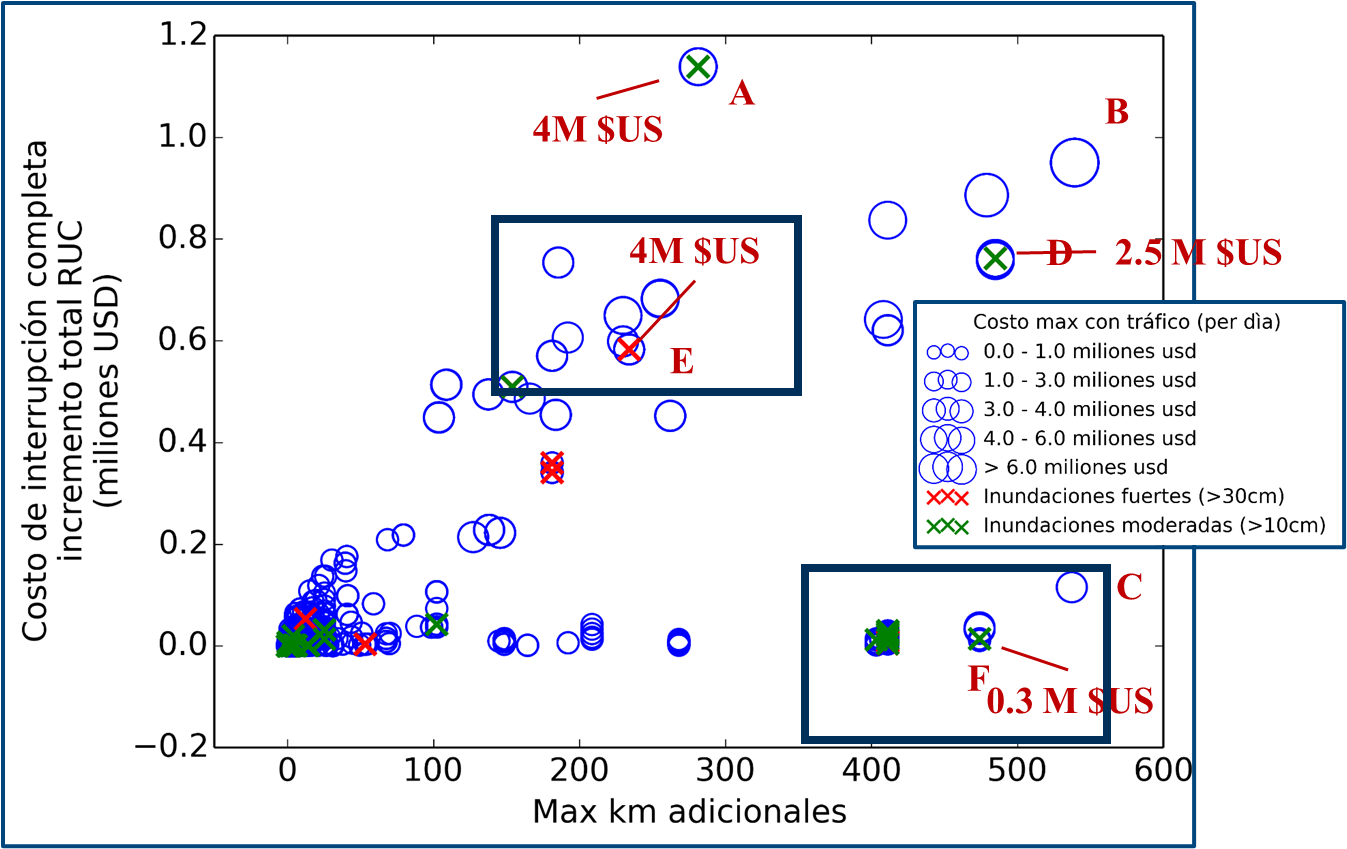 Costo de interrupción completa
incremento total RUC
(miliones USD)
1.2
1.0
0.8
0.6
0.4
0.2
0.0
−0.2
A
4M $US
B
4M $US
D
2.5 M $US
E
Costo max con tráfico (per dìa)
0.0 - 1.0 miliones usd
1.0 - 3.0 miliones usd
3.0 - 4.0 miliones usd
4.0 - 6.0 miliones usd
> 6.0 miliones usd
Inundaciones fuertes (>30cm)
Inundaciones moderadas (>10cm)
C
F
0.3 M $US
0 100 200 300 400 500 600
Max km adicionales